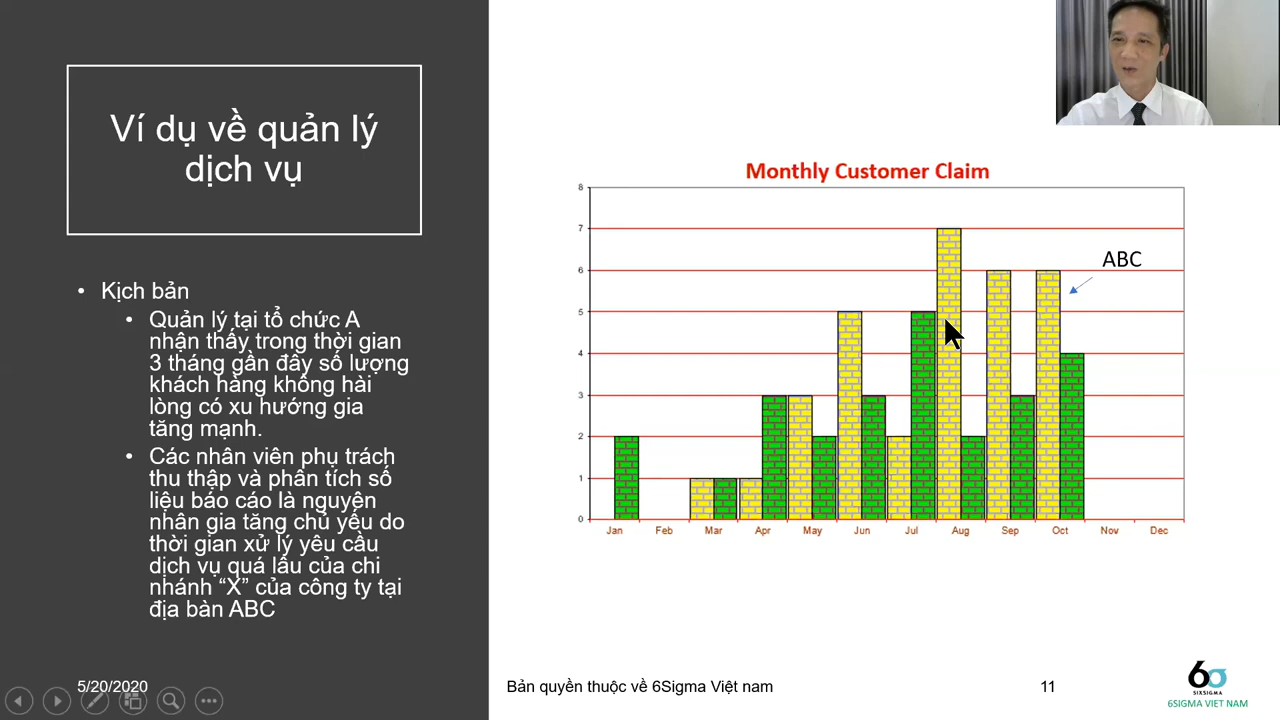 Ví dụ về quản lý
dịch vụ
• Kịch bản
• Quản lý tại tổ chức A
nhận thấy trong thời gian
3 tháng gần đây số lượng
khách hàng không hài
lòng có xu hướng gia
tăng mạnh.
• Các nhân viên phụ trách
thu thập và phân tích số
liệu báo cáo là nguyên
nhân gia tăng chủ yếu do
thời gian xử lý yêu cầu
dịch vụ quá lâu của chi
nhánh “X” của công ty tại
địa bàn ABC
Monthly Customer Claim
8
7
6
5
4
3
2
1
0
ABC
Jan Feb Mar Apr May Jun Jul Aug Sep Oct Nov Dec
5/20/2020
Bản quyền thuộc về 6Sigma Việt nam
11
6σ
SIXSIGMA
6SIGMA VIET NAM